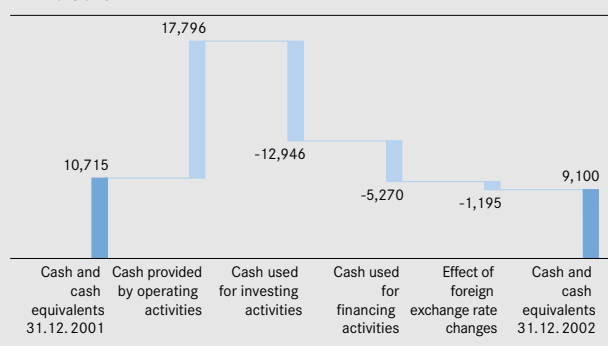 17,796
10,715
-12,946
-5,270
-1,195
9,100
Cash and
cash
equivalents
31.12.2001
Cash provided
by operating
activities
Cash used
for investing
activities
Cash used
for
financing
activities
Effect of
foreign
exchange rate
changes
Cash and
cash
equivalents
31.12.2002